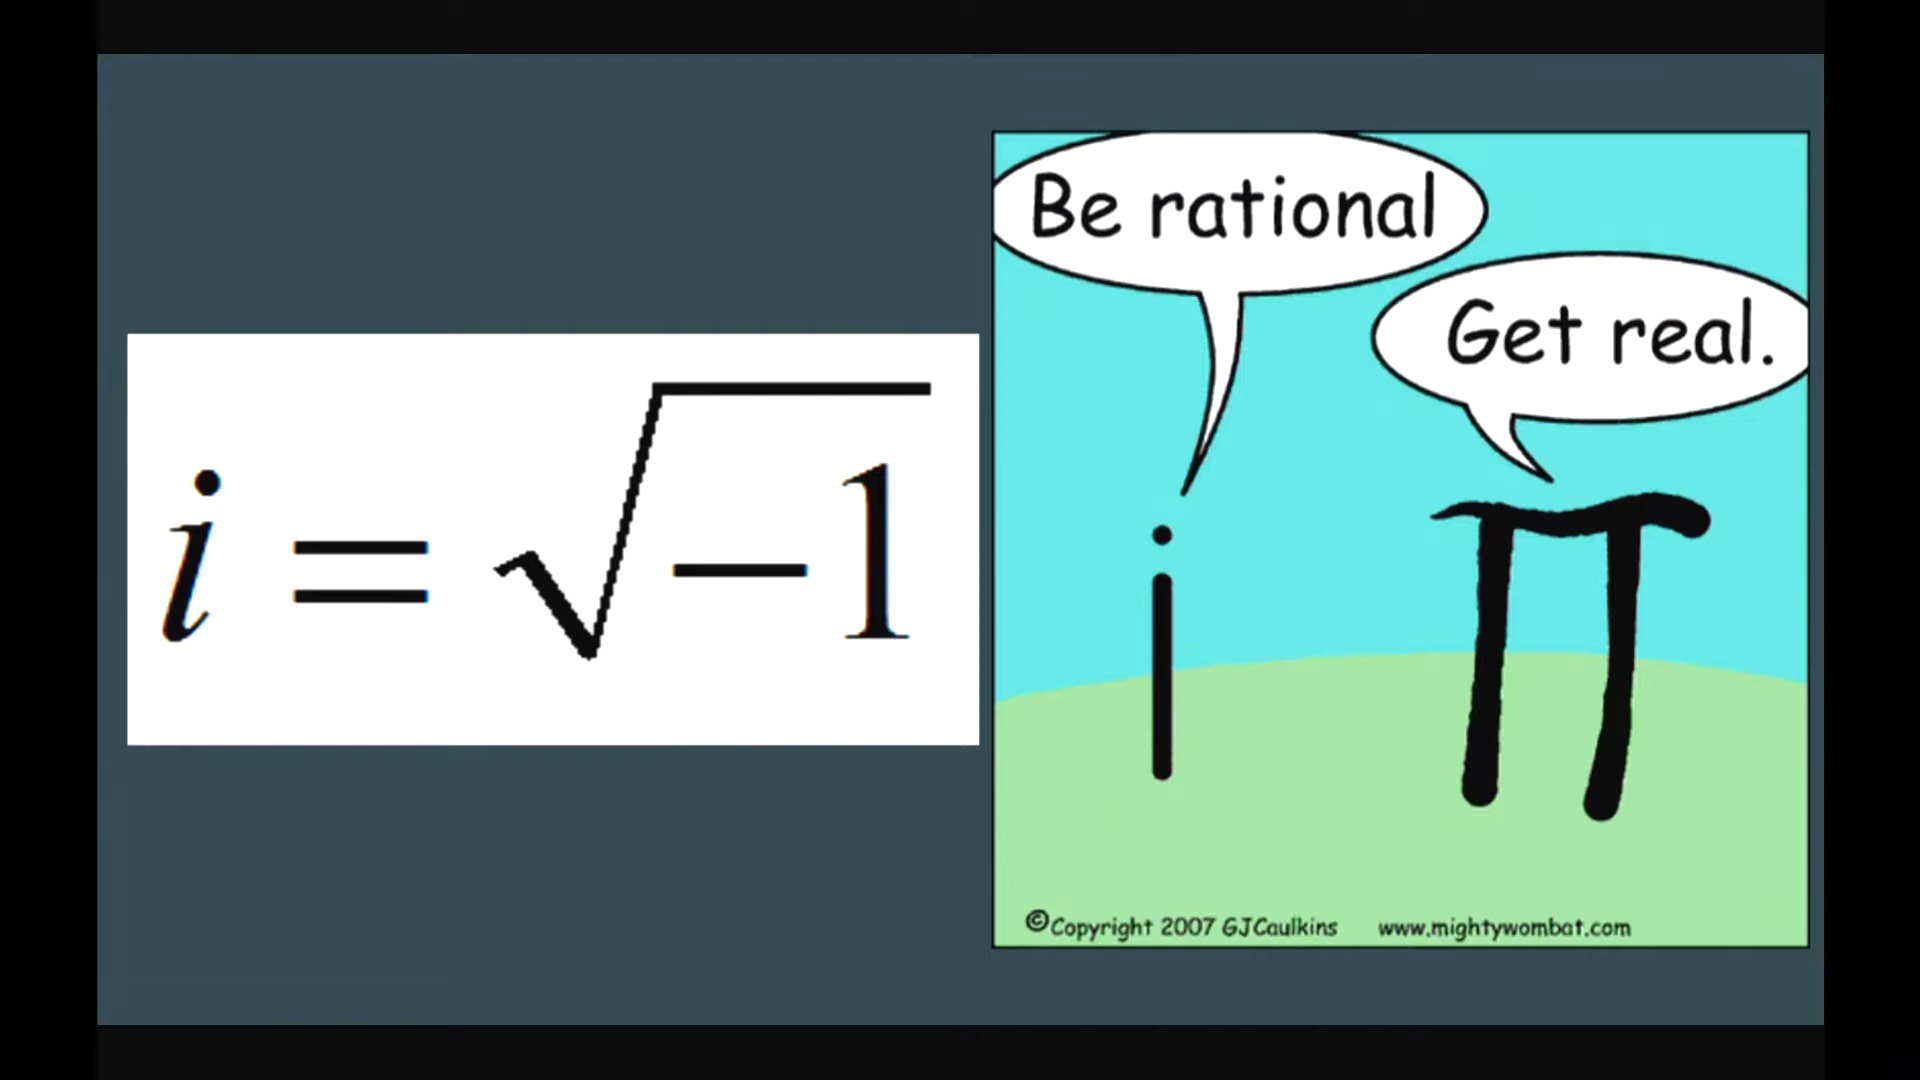 i = √−1
Be rational
Get real.
i π
©Copyright 2007 GJCaulkins www.mightywombat.com